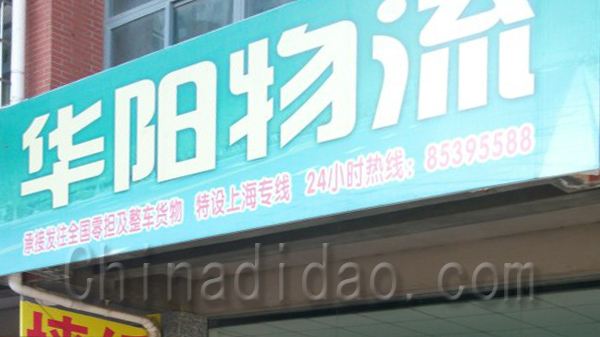 华阳物流
承接发往全国零担及整车货物 特设上海专线 24小时热线：85395588
Chinadidao.com